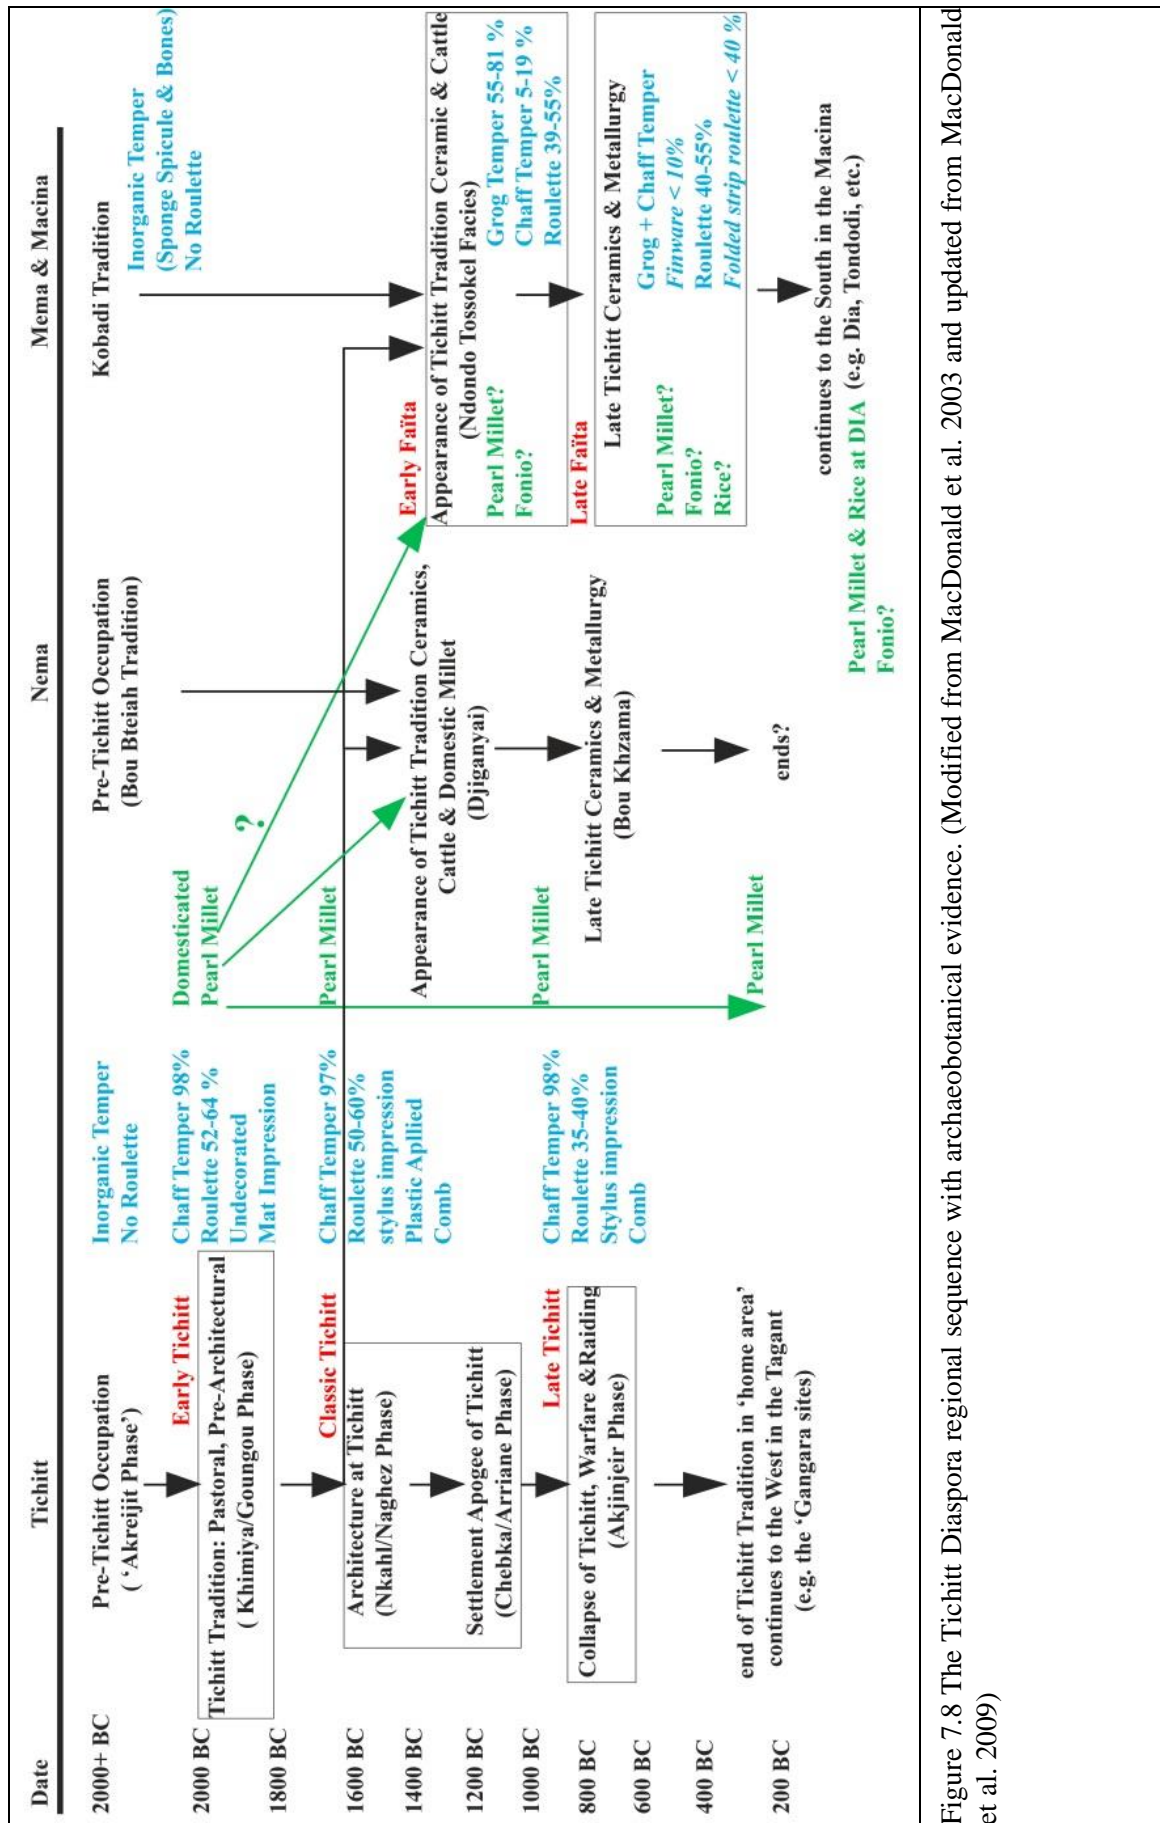 Date
Tichitt
Nema
Mema & Macina
2000+ BC
2000 BC
1800 BC
1600 BC
1400 BC
1200 BC
1000 BC
800 BC
600 BC
400 BC
200 BC
Pre-Tichitt Occupation
( ‘Akreijit Phase’)
Early Tichitt
Tichitt Tradition: Pastoral, Pre-Architectural
( Khimiya/Goungou Phase)
Classic Tichitt
Architecture at Tichitt
(Nkahl/Naghez Phase)
Settlement Apogee of Tichitt
(Chebka/Arriane Phase)
Late Tichitt
Collapse of Tichitt, Warfare &Raiding
(Akjinjeir Phase)
end of Tichitt Tradition in ‘home area’
continues to the West in the Tagant
(e.g. the ‘Gangara sites)
Inorganic Temper
No Roulette
Chaff Temper 98%
Roulette 52-64 %
Undecorated
Mat Impression
Chaff Temper 97%
Roulette 50-60%
stylus impression
Plastic Apllied
Comb
Chaff Temper 98%
Roulette 35-40%
Stylus impression
Comb
Domesticated
Pearl Millet
Pearl Millet
Pearl Millet
Pearl Millet
?
Pre-Tichitt Occupation
(Bou Bteiah Tradition)
Appearance of Tichitt Tradition Ceramics,
Cattle & Domestic Millet
(Djiganyai)
Late Tichitt Ceramics & Metallurgy
(Bou Khzama)
ends?
Kobadi Tradition
Inorganic Temper
(Sponge Spicule & Bones)
No Roulette
Early Faïta
Appearance of Tichitt Tradition Ceramic & Cattle
(Ndondo Tossokel Facies)
Pearl Millet?
Fonio?
Grog Temper 55-81 %
Chaff Temper 5-19 %
Roulette 39-55%
Late Faïta
Late Tichitt Ceramics & Metallurgy
Pearl Millet?
Fonio?
Rice?
Grog + Chaff Temper
Finware < 10%
Roulette 40-55%
Folded strip roulette < 40 %
continues to the South in the Macina
Pearl Millet & Rice at DIA (e.g. Dia, Tondodi, etc.)
Fonio?
Figure 7.8 The Tichitt Diaspora regional sequence with archaeobotanical evidence. (Modified from MacDonald et al. 2003 and updated from MacDonald
et al. 2009)